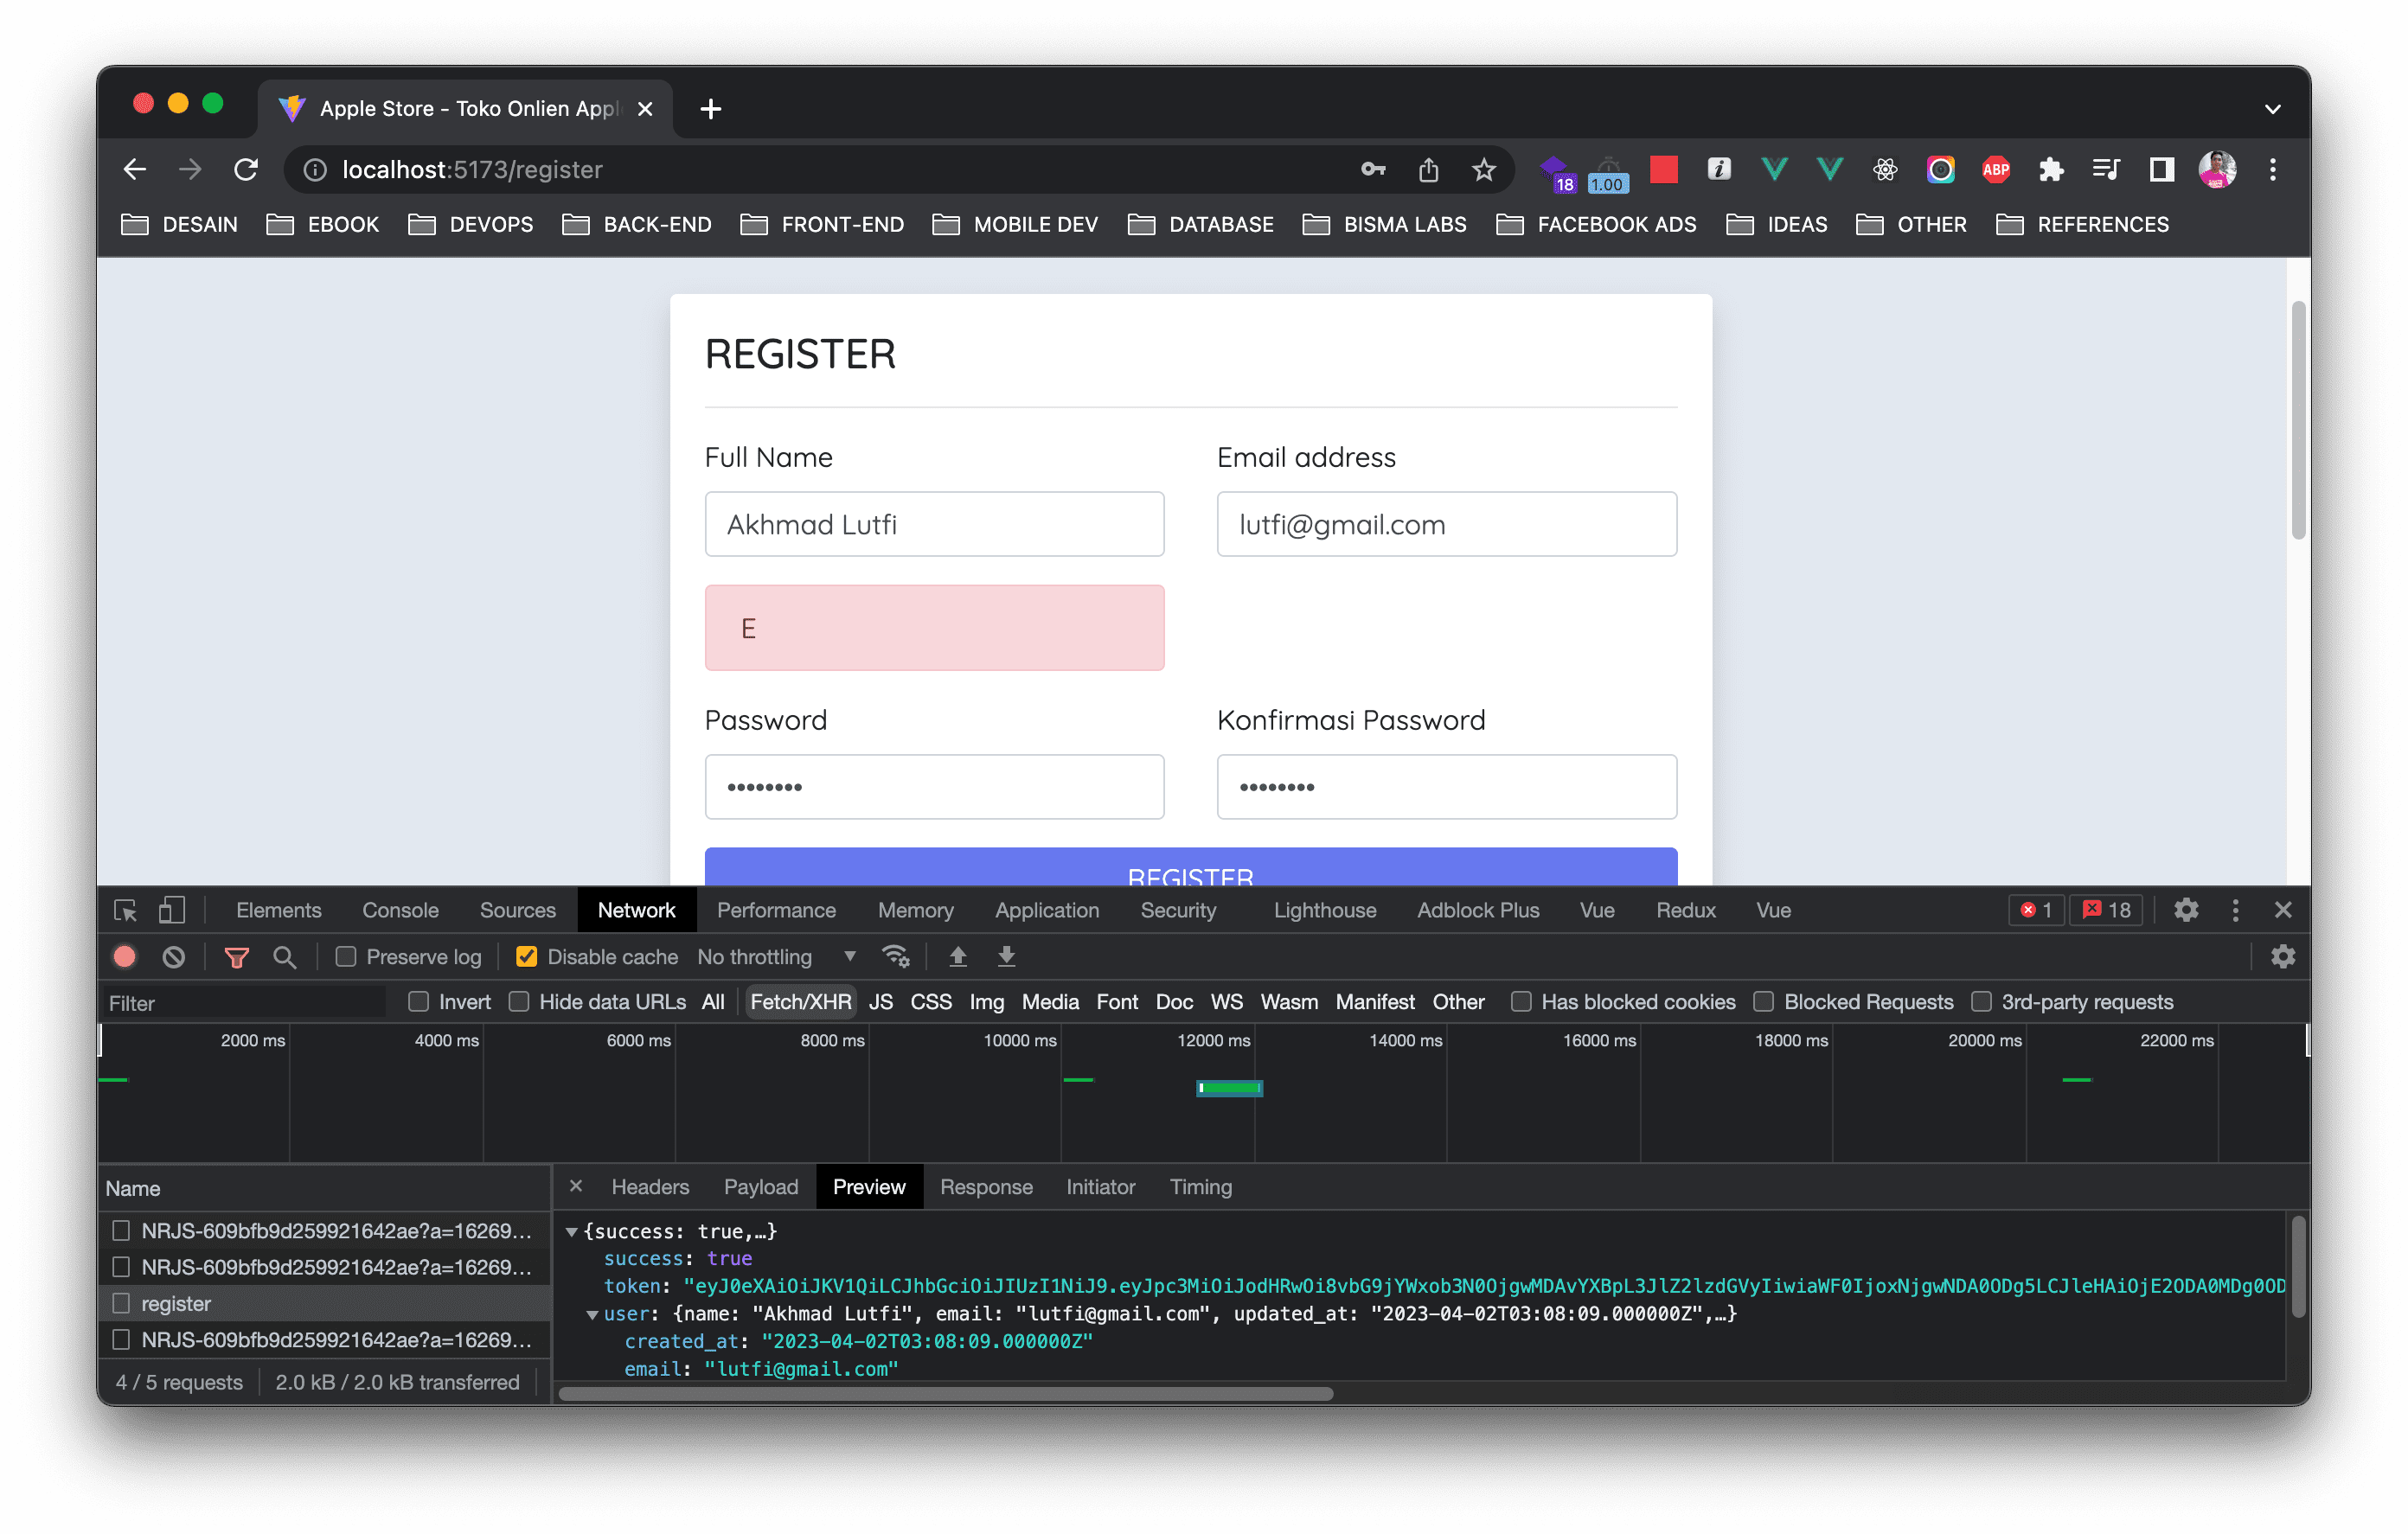 Apple Store - Toko Onlien Apple
localhost:5173/register
18 1.00 ABP
DESAIN EBOOK DEVOPS BACK-END FRONT-END MOBILE DEV DATABASE BISMA LABS FACEBOOK ADS IDEAS OTHER REFERENCES
REGISTER
Full Name Email address
Akhmad Lutfi lutfi@gmail.com
E
Password Konfirmasi Password
•••••••• ••••••••
REGISTER
Elements Console Sources Network Performance Memory Application Security Lighthouse Adblock Plus Vue Redux Vue 1 18
Preserve log Disable cache No throttling
Filter Invert Hide data URLs All Fetch/XHR JS CSS Img Media Font Doc WS Wasm Manifest Other Has blocked cookies Blocked Requests 3rd-party requests
2000 ms 4000 ms 6000 ms 8000 ms 10000 ms 12000 ms 14000 ms 16000 ms 18000 ms 20000 ms 22000 ms
Name
NRJS-609bfb9d259921642ae?a=16269…
NRJS-609bfb9d259921642ae?a=16269…
register
NRJS-609bfb9d259921642ae?a=16269…
4 / 5 requests 2.0 kB / 2.0 kB transferred
Headers Payload Preview Response Initiator Timing
{success: true,…}
success: true
token: "eyJ0eXAiOiJKV1QiLCJhbGciOiJIUzI1NiJ9.eyJpc3MiOiJodHRwOi8vbG9jYWxob3N0OjgwMDAvYXBpL3JlZ2lzdGVyIiwiaWF0IjoxNjgwNDA0ODg5LCJleHAiOjE2ODA0MDg0OD
user: {name: "Akhmad Lutfi", email: "lutfi@gmail.com", updated_at: "2023-04-02T03:08:09.000000Z",…}
created_at: "2023-04-02T03:08:09.000000Z"
email: "lutfi@gmail.com"